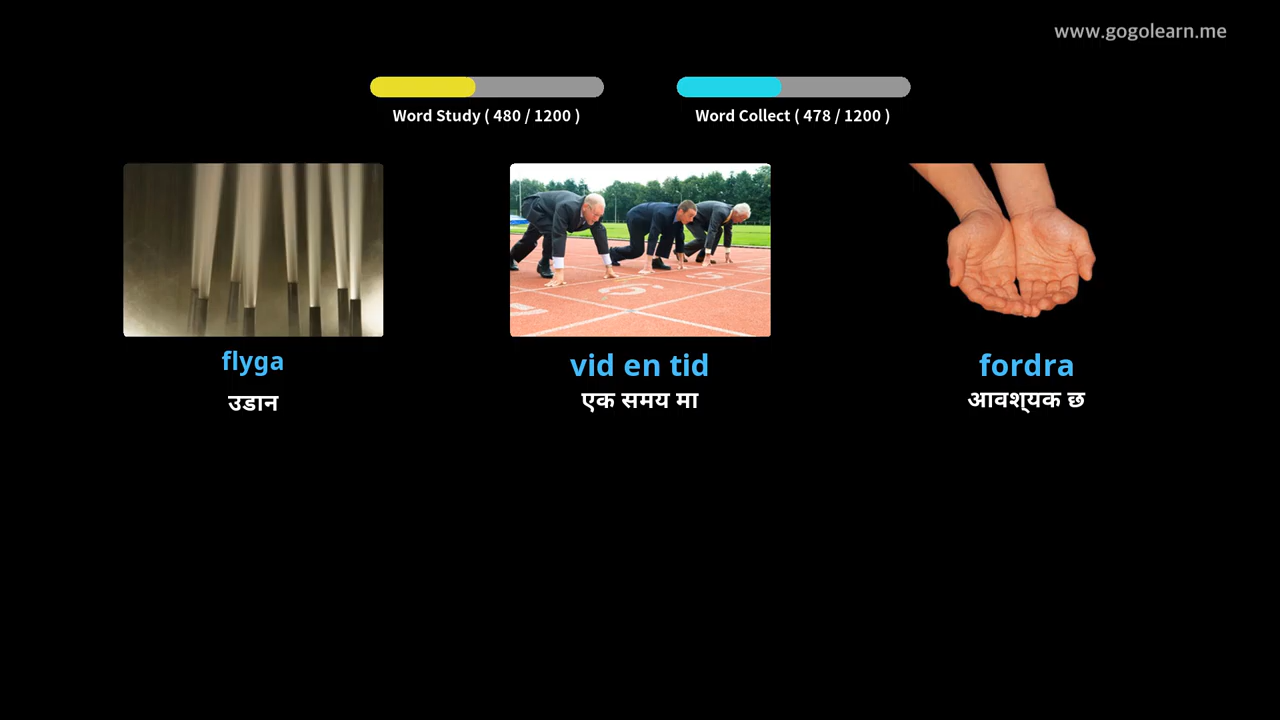 www.gogolearn.me
Word Study ( 480 / 1200 )
Word Collect ( 478 / 1200 )
flyga
vid en tid
fordra
उडान
एक समय मा
आवश्यक छ